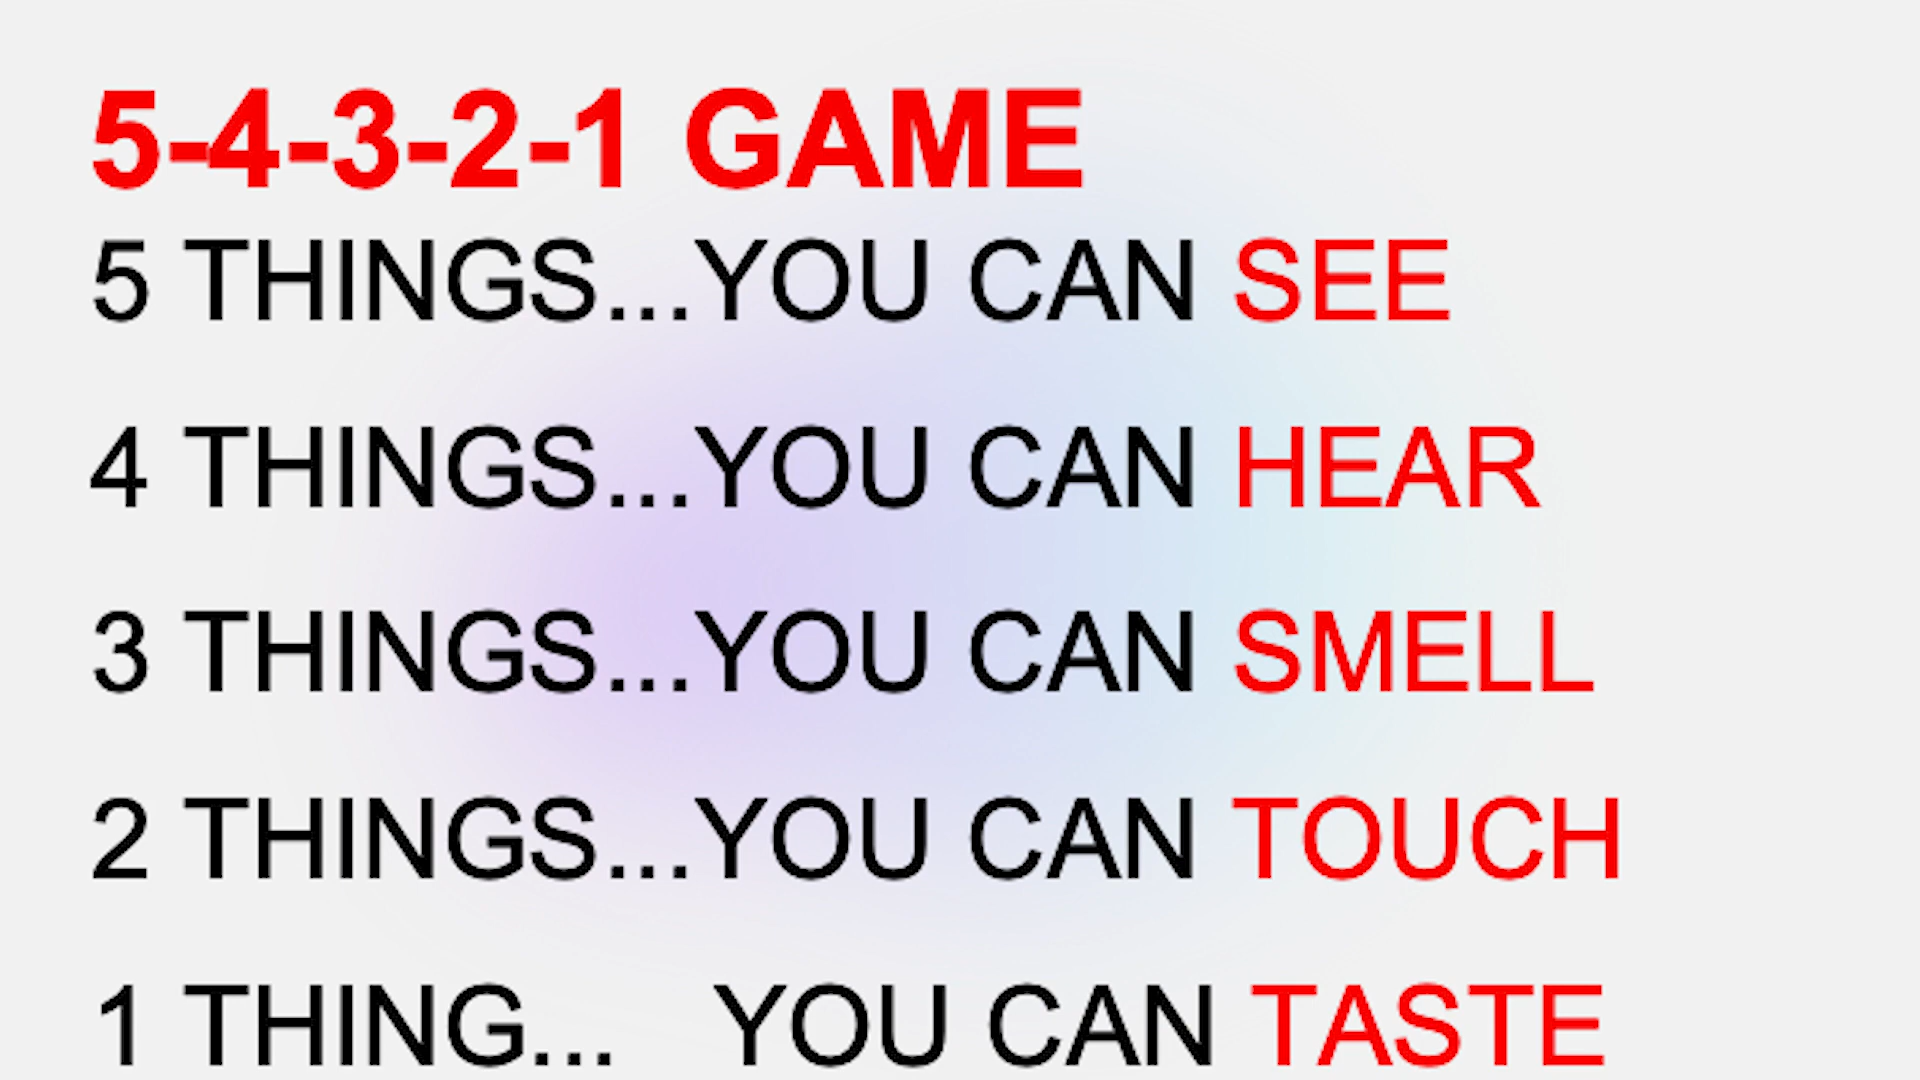 5-4-3-2-1 GAME
5 THINGS...YOU CAN SEE
4 THINGS...YOU CAN HEAR
3 THINGS...YOU CAN SMELL
2 THINGS...YOU CAN TOUCH
1 THING... YOU CAN TASTE